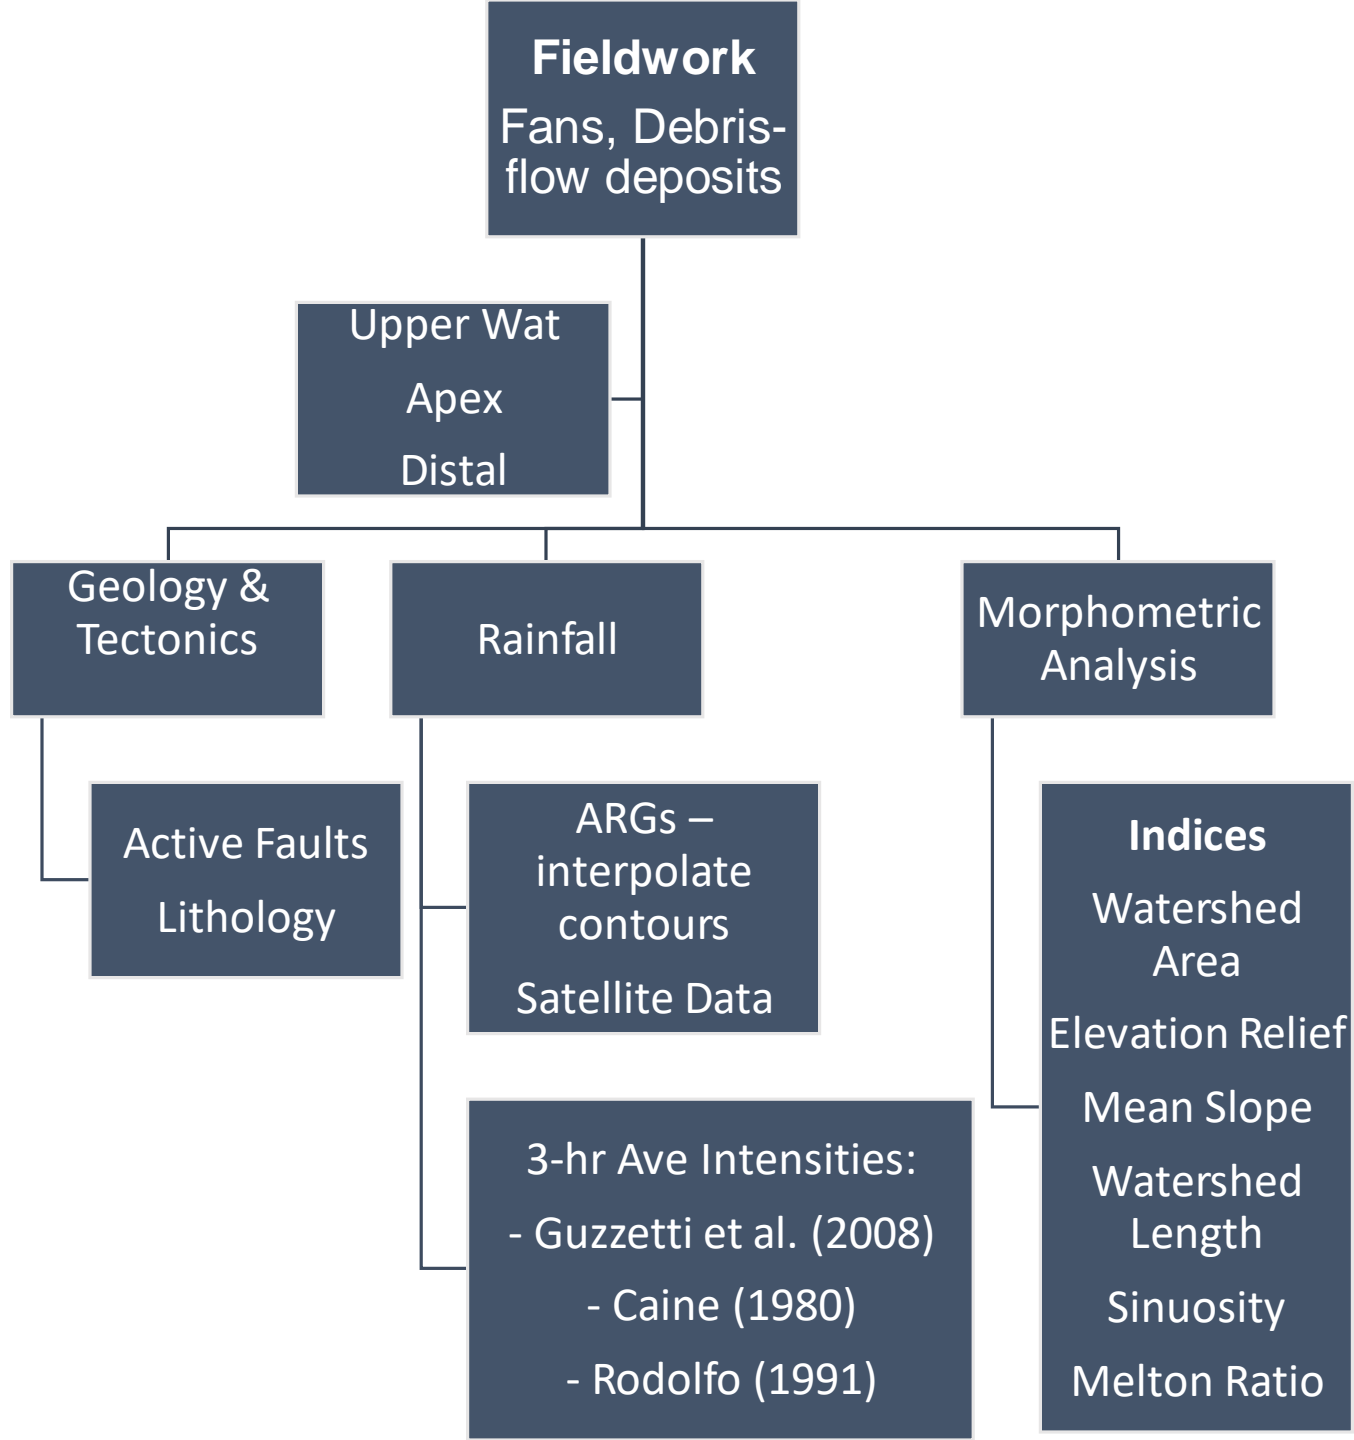 Fieldwork
Fans, Debris-
flow deposits
Upper Wat
Apex
Distal
Geology &
Tectonics
Rainfall
Morphometric
Analysis
Active Faults
Lithology
ARGs –
interpolate
contours
Satellite Data
3-hr Ave Intensities:
- Guzzetti et al. (2008)
- Caine (1980)
- Rodolfo (1991)
Indices
Watershed
Area
Elevation Relief
Mean Slope
Watershed
Length
Sinuosity
Melton Ratio